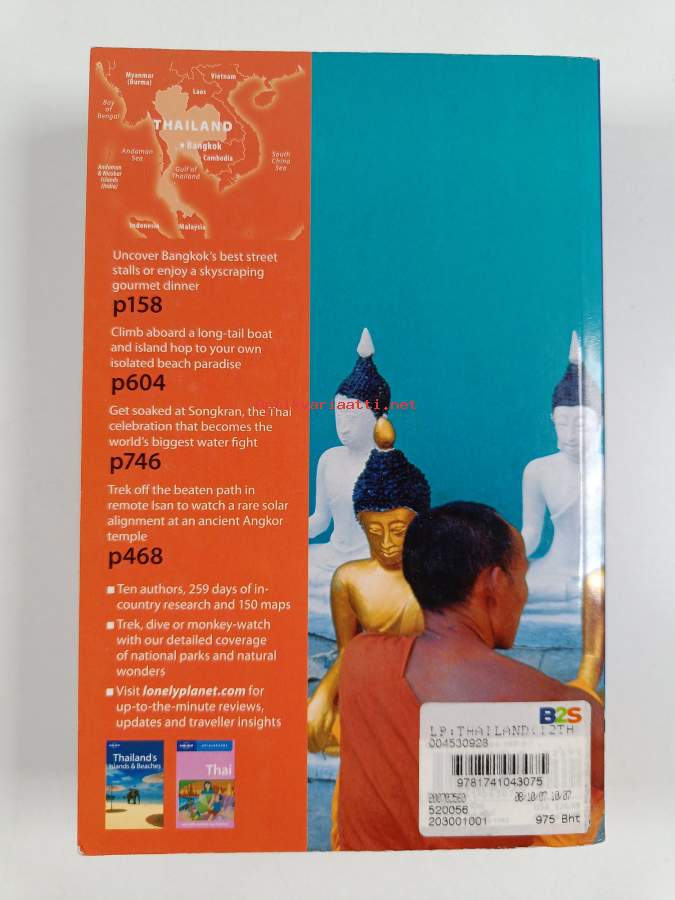 Myanmar
(Burma)
Vietnam
Laos
Bay
of
Bengal
THAILAND
Bangkok
Andaman
Sea
Cambodia
South
China
Sea
Andaman
& Nicobar
Islands
(India)
Gulf of
Thailand
Indonesia
Malaysia
Uncover Bangkok's best street
stalls or enjoy a skyscraping
gourmet dinner
p158
Climb aboard a long-tail boat
and island hop to your own
isolated beach paradise
p604
antikvariaatti.net
Get soaked at Songkran, the Thai
celebration that becomes the
world's biggest water fight
p746
Trek off the beaten path in
remote Isan to watch a rare solar
alignment at an ancient Angkor
temple
p468
Ten authors, 259 days of in-
country research and 150 maps
Trek, dive or monkey-watch
with our detailed coverage
of national parks and natural
wonders
Visit lonelyplanet.com for
up-to-the-minute reviews,
updates and traveller insights
Thailand's
Islands & Beaches
Thai
B2S
LP:THAILAND:12TH
004530928
9781741043075
08/10/07 10/07
520056
203001001 975 Bht